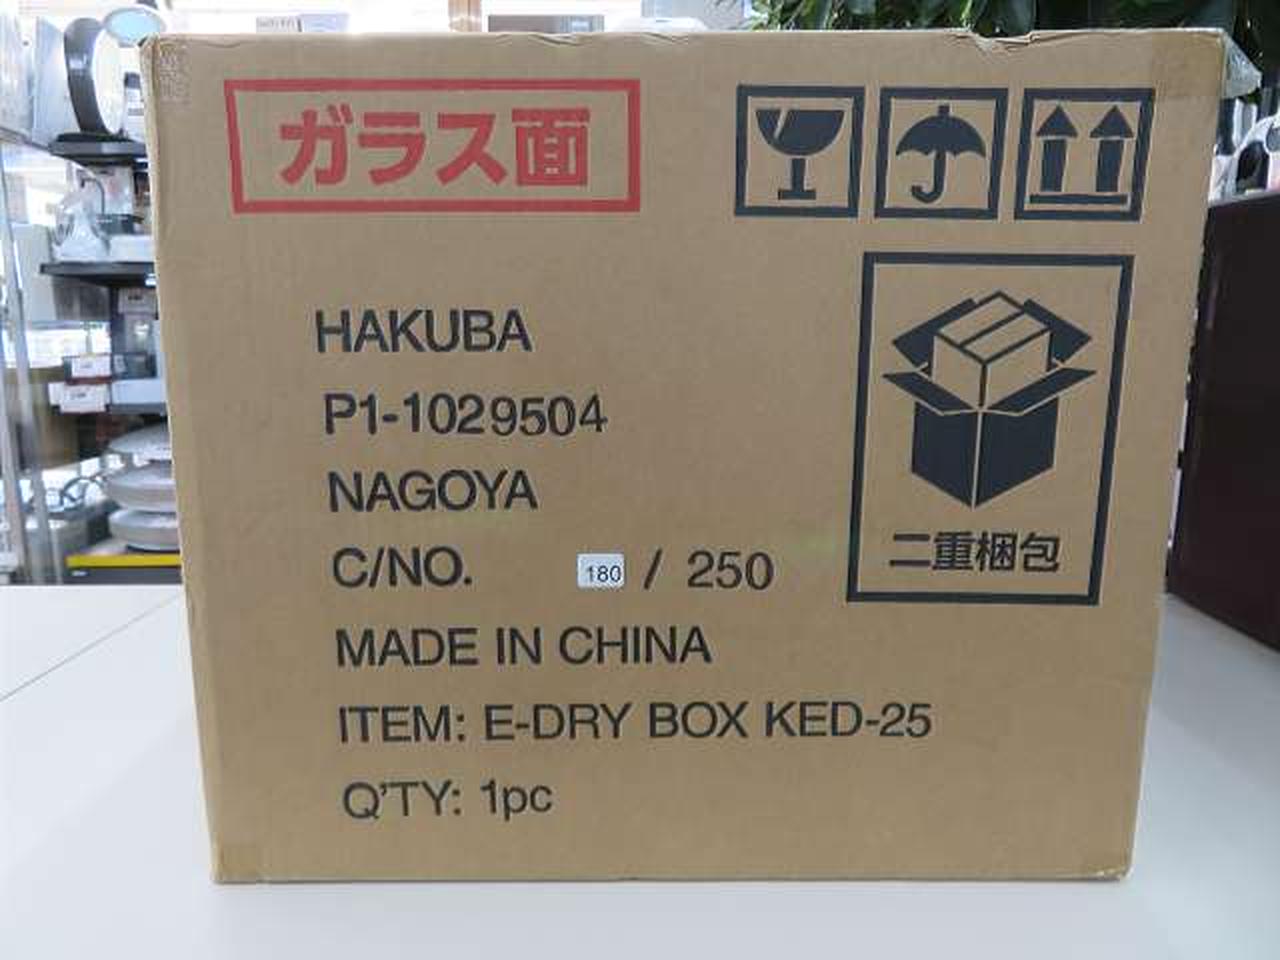 ガラス面
HAKUBA
P1-1029504
NAGOYA
C/NO. 180 / 250
MADE IN CHINA
ITEM: E-DRY BOX KED-25
Q'TY: 1pc
二重梱包